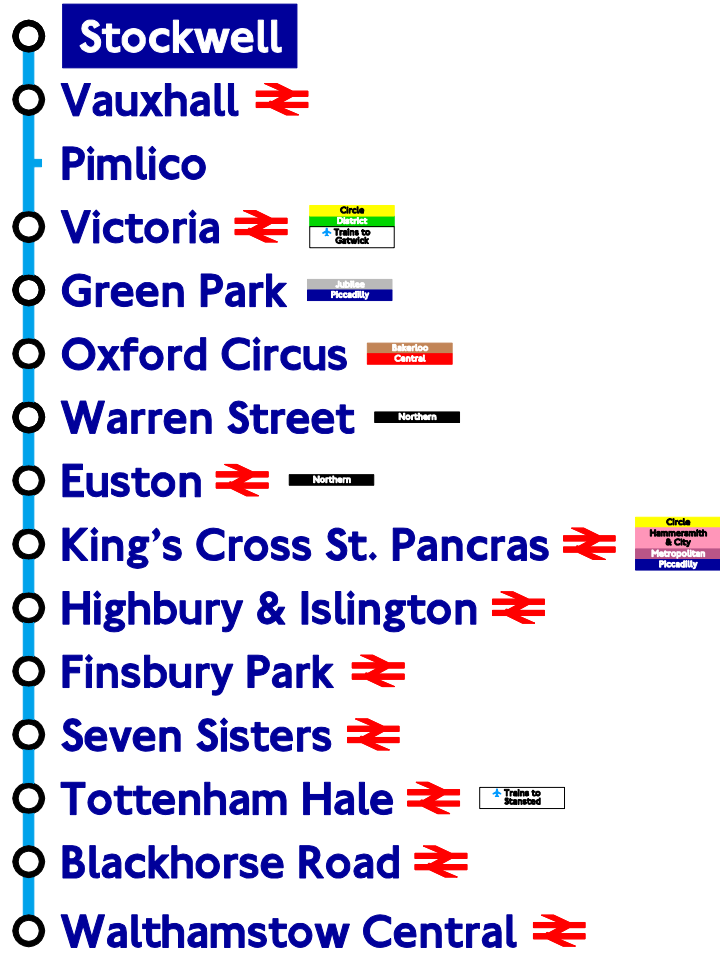 Stockwell
Vauxhall
Pimlico
Victoria
Circle
District
Trains to
Gatwick
Green Park
Jubilee
Piccadilly
Oxford Circus
Bakerloo
Central
Warren Street
Northern
Euston
Northern
King's Cross St. Pancras
Circle
Hammersmith
& City
Metropolitan
Piccadilly
Highbury & Islington
Finsbury Park
Seven Sisters
Tottenham Hale
Trains to
Stansted
Blackhorse Road
Walthamstow Central